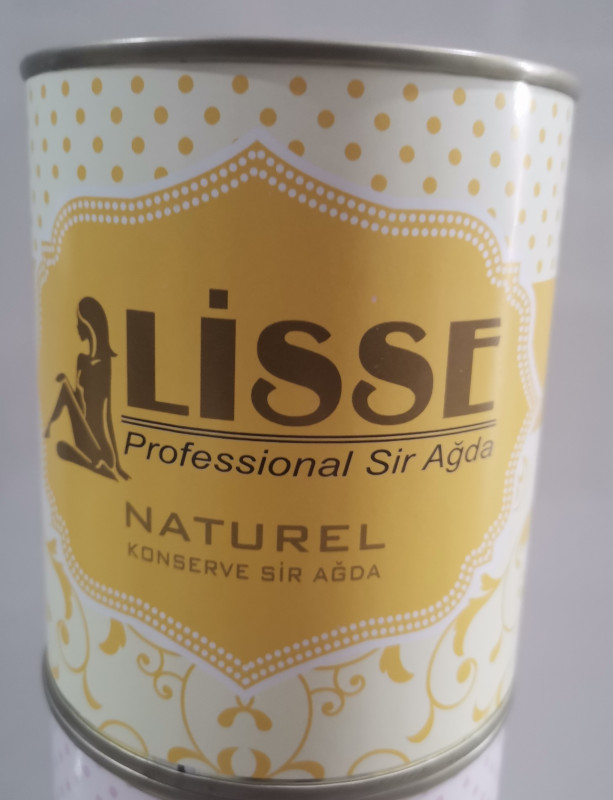 LİSSE
Professional Sir Ağda
NATUREL
KONSERVE SİR AĞDA